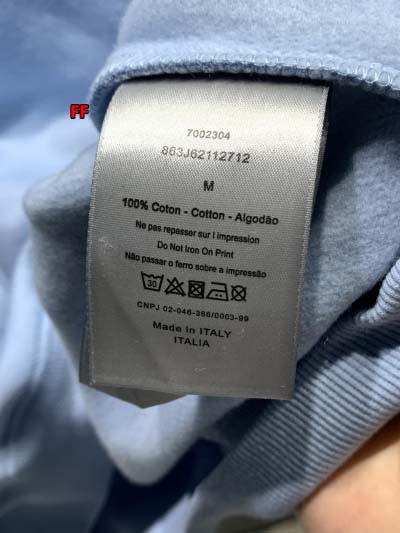 FF
7002304
863J62112712
M
100% Coton - Cotton - Algodão
Ne pas repasser sur l impression
Do Not Iron On Print
Não passar o ferro sobre a impressão
30
CNPJ 02-046-366/0003-99
Made in ITALY
ITALIA